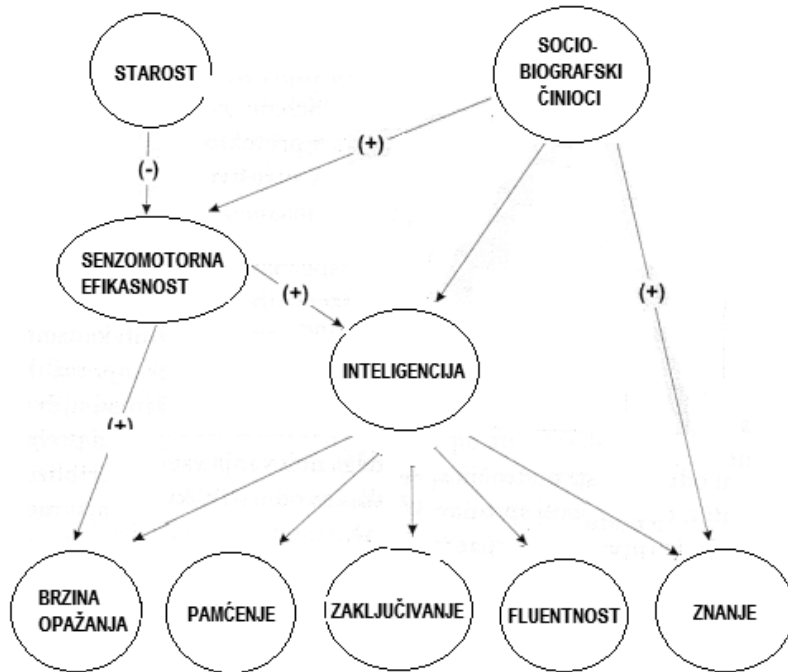 STAROST
SOCIO-
BIOGRAFSKI
ČINIOCI
(+)
(-)
SENZOMOTORNA
EFIKASNOST
(+)
(+)
INTELIGENCIJA
(+)
BRZINA
OPAŽANJA
PAMĆENJE
ZAKLJUČIVANJE
FLUENTNOST
ZNANJE